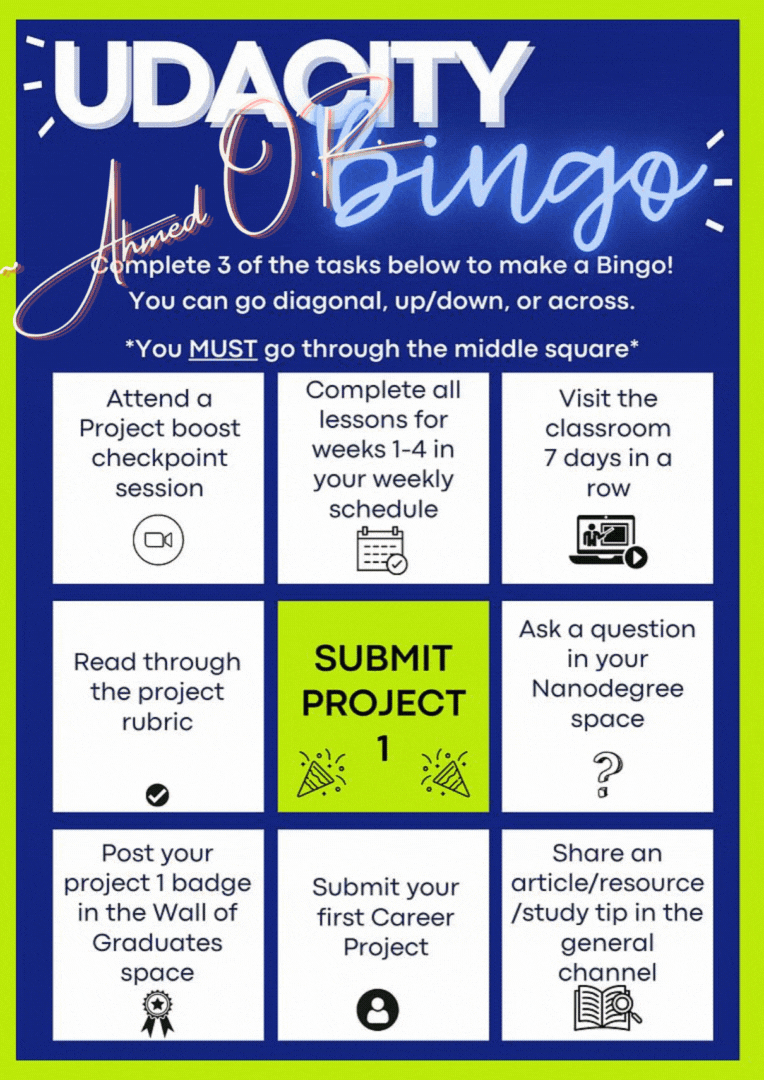 UDACITY
Bingo
~ Ahmed O.R.
Complete 3 of the tasks below to make a Bingo!
You can go diagonal, up/down, or across.
*You MUST go through the middle square*
Attend a
Project boost
checkpoint
session
Complete all
lessons for
weeks 1-4 in
your weekly
schedule
Visit the
classroom
7 days in a
row
Read through
the project
rubric
SUBMIT
PROJECT
1
Ask a question
in your
Nanodegree
space
?
Post your
project 1 badge
in the Wall of
Graduates
space
Submit your
first Career
Project
Share an
article/resource
/study tip in the
general
channel